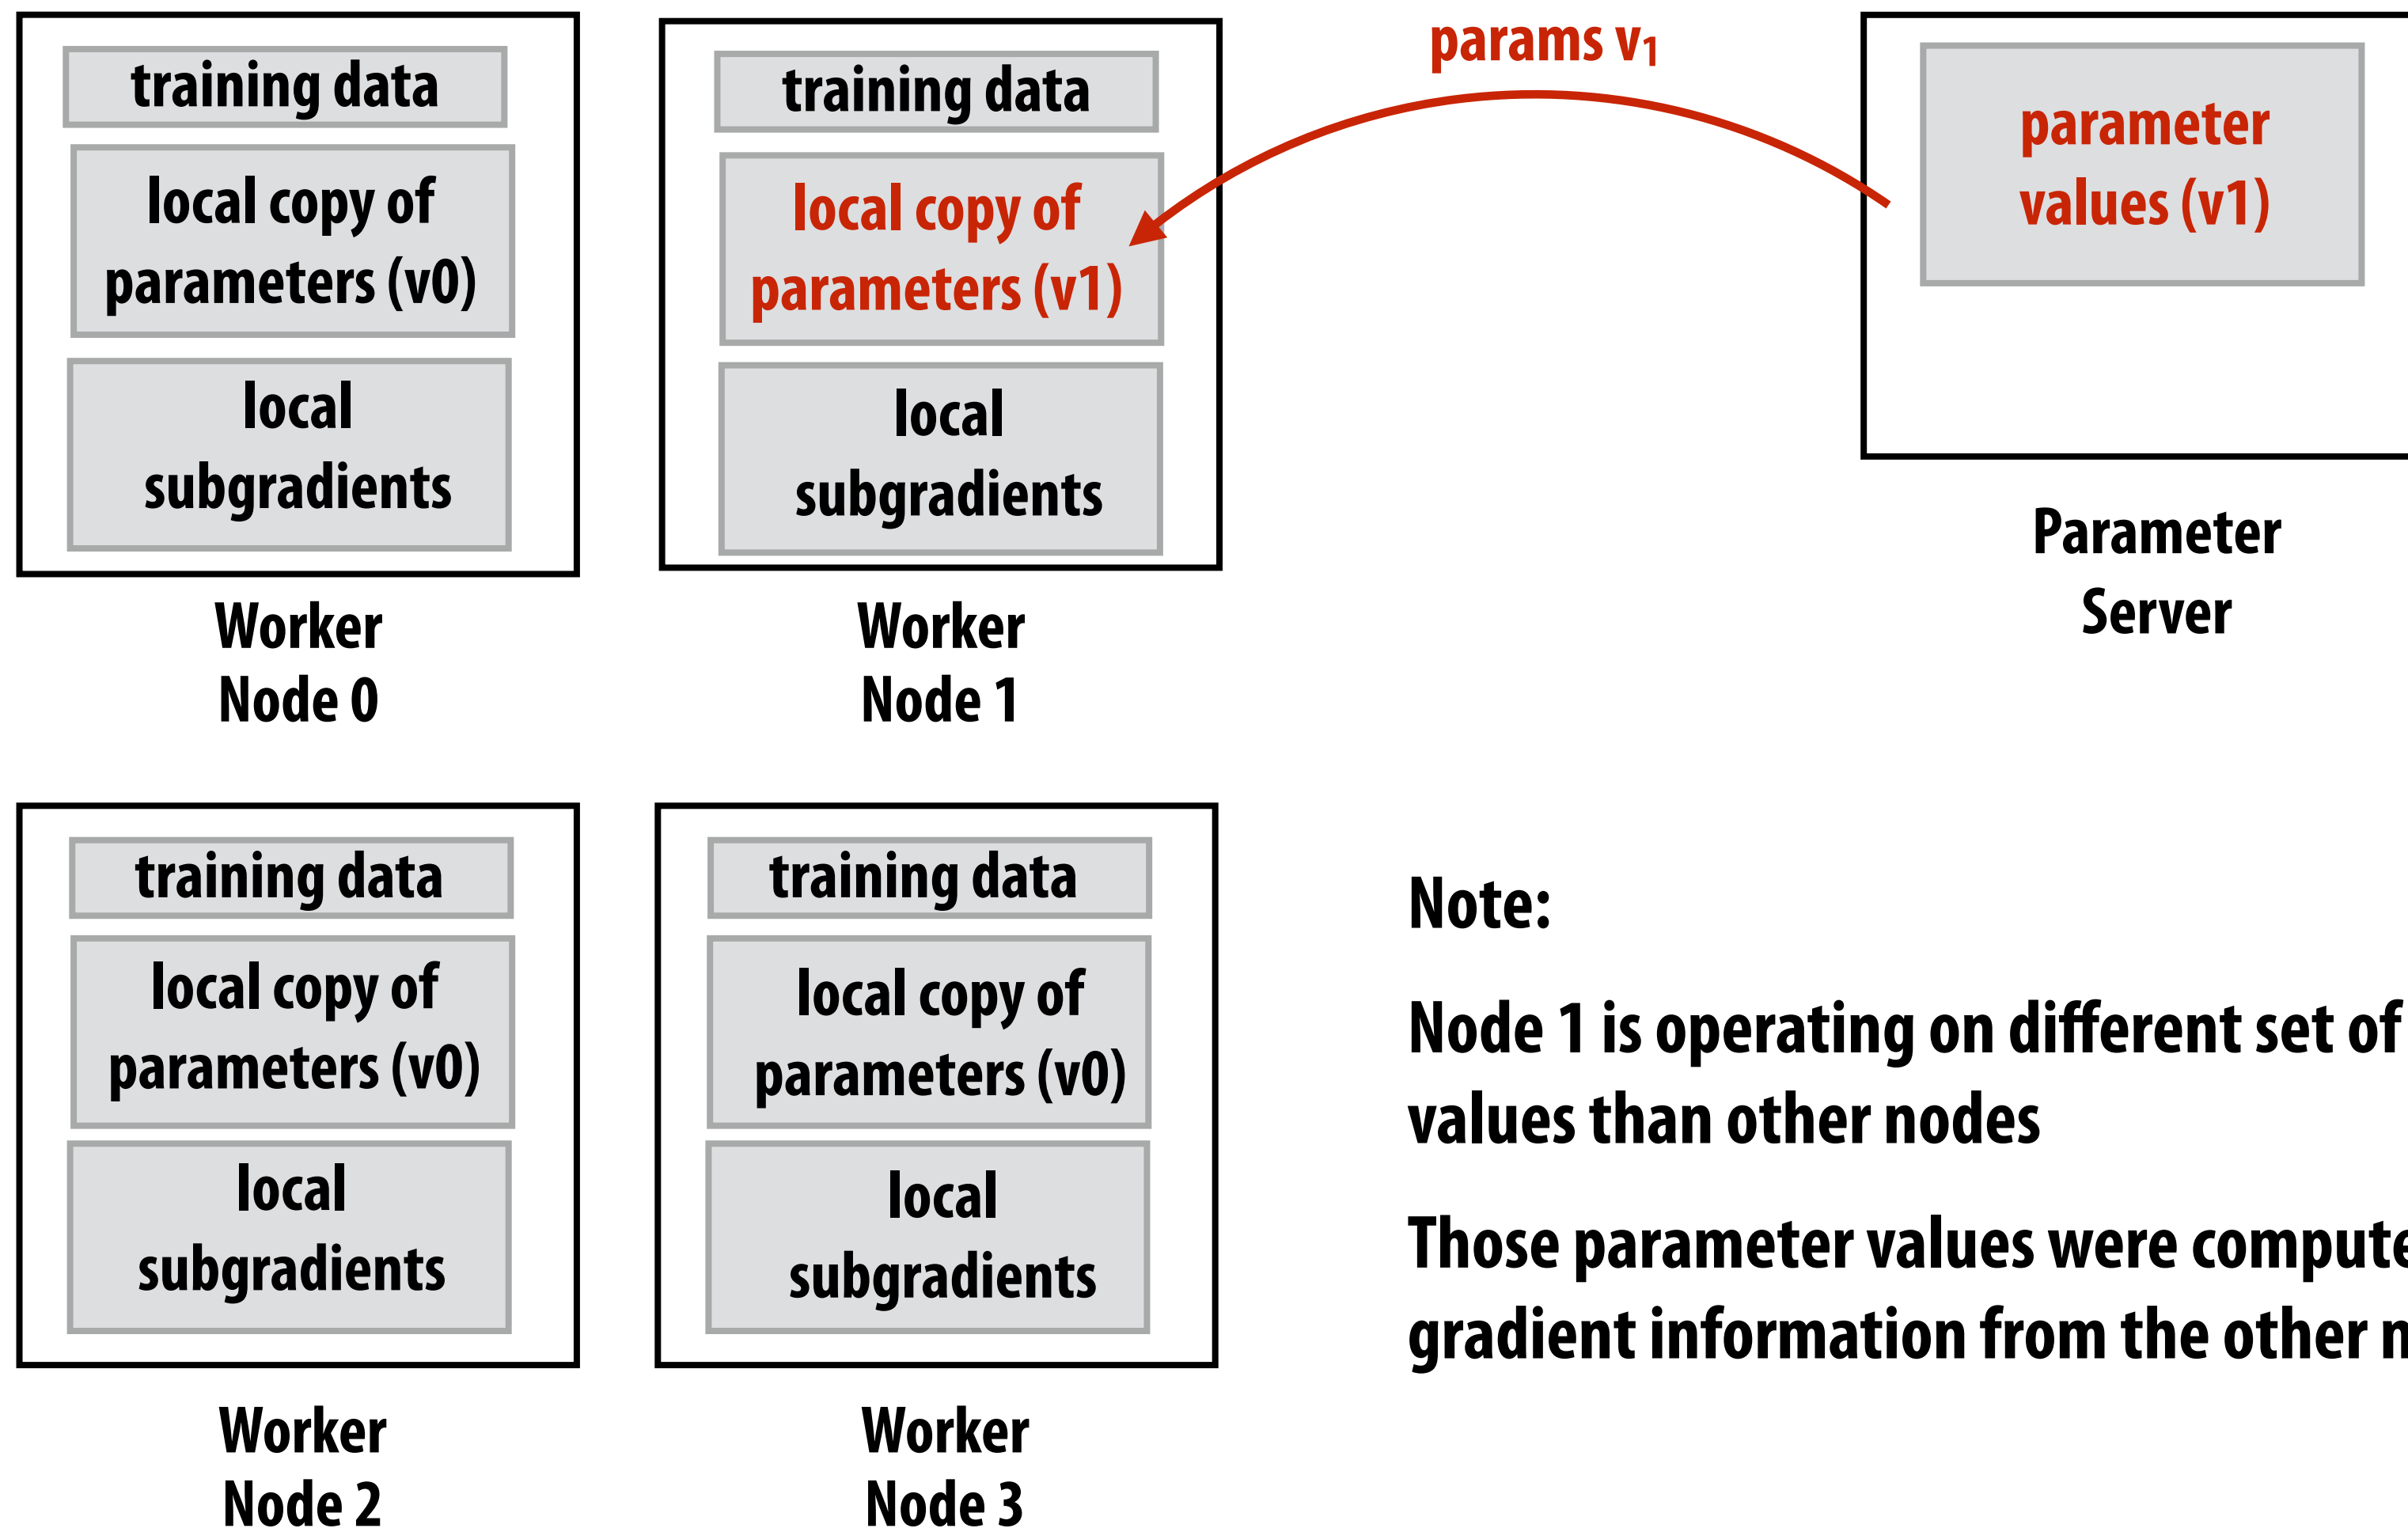 training data
local copy of
parameters (v0)
local
subgradients
Worker
Node 0
training data
local copy of
parameters (v1)
local
subgradients
Worker
Node 1
params v1
parameter
values (v1)
Parameter
Server
training data
local copy of
parameters (v0)
local
subgradients
Worker
Node 2
training data
local copy of
parameters (v0)
local
subgradients
Worker
Node 3
Note:
Node 1 is operating on different set of
values than other nodes
Those parameter values were
gradient information from the other